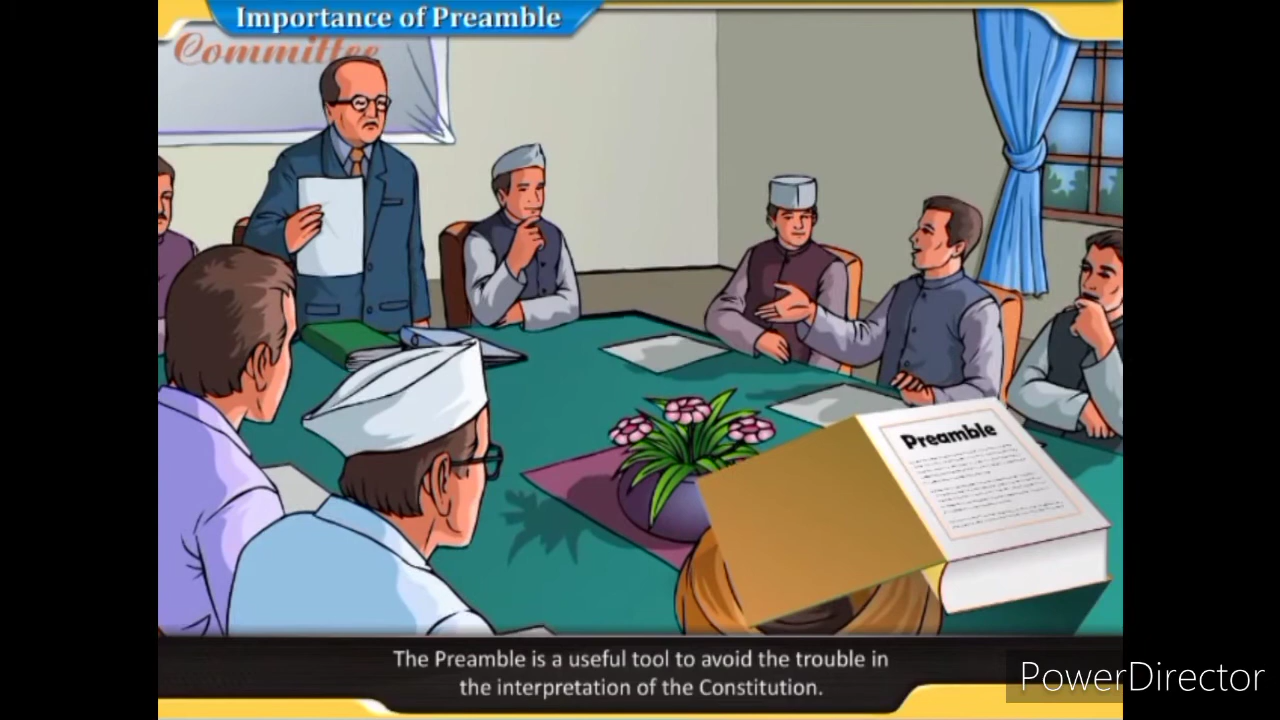 Importance of Preamble
Committee
Preamble
The Preamble is a useful tool to avoid the trouble in
the interpretation of the Constitution.
PowerDirector